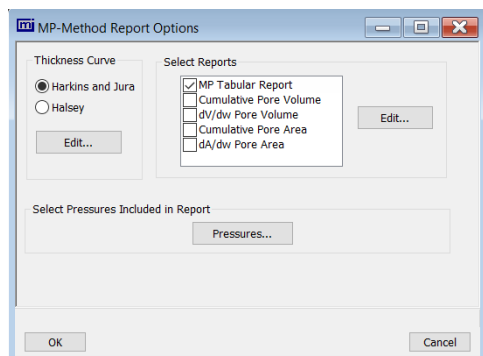 mi MP-Method Report Options
Thickness Curve
Harkins and Jura
Halsey
Edit...
Select Reports
MP Tabular Report
Cumulative Pore Volume
dV/dw Pore Volume
Cumulative Pore Area
dA/dw Pore Area
Edit...
Select Pressures Included in Report
Pressures...
OK
Cancel